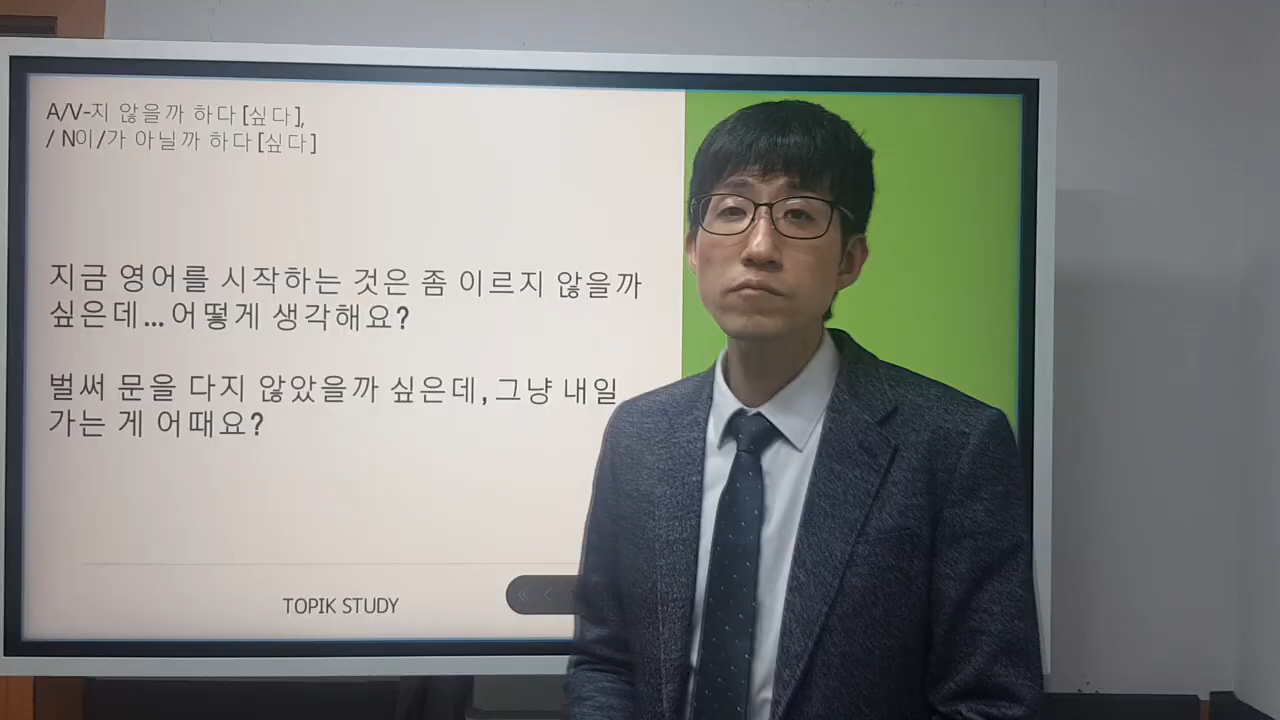 A/V-지 않을까 하다[싶다],
/ N이/가 아닐까 하다[싶다]
지금 영어를 시작하는 것은 좀 이르지 않을까
싶은데...어떻게 생각해요?
벌써 문을 다지 않았을까 싶은데,그냥 내일
가는 게 어때요?
TOPIK STUDY